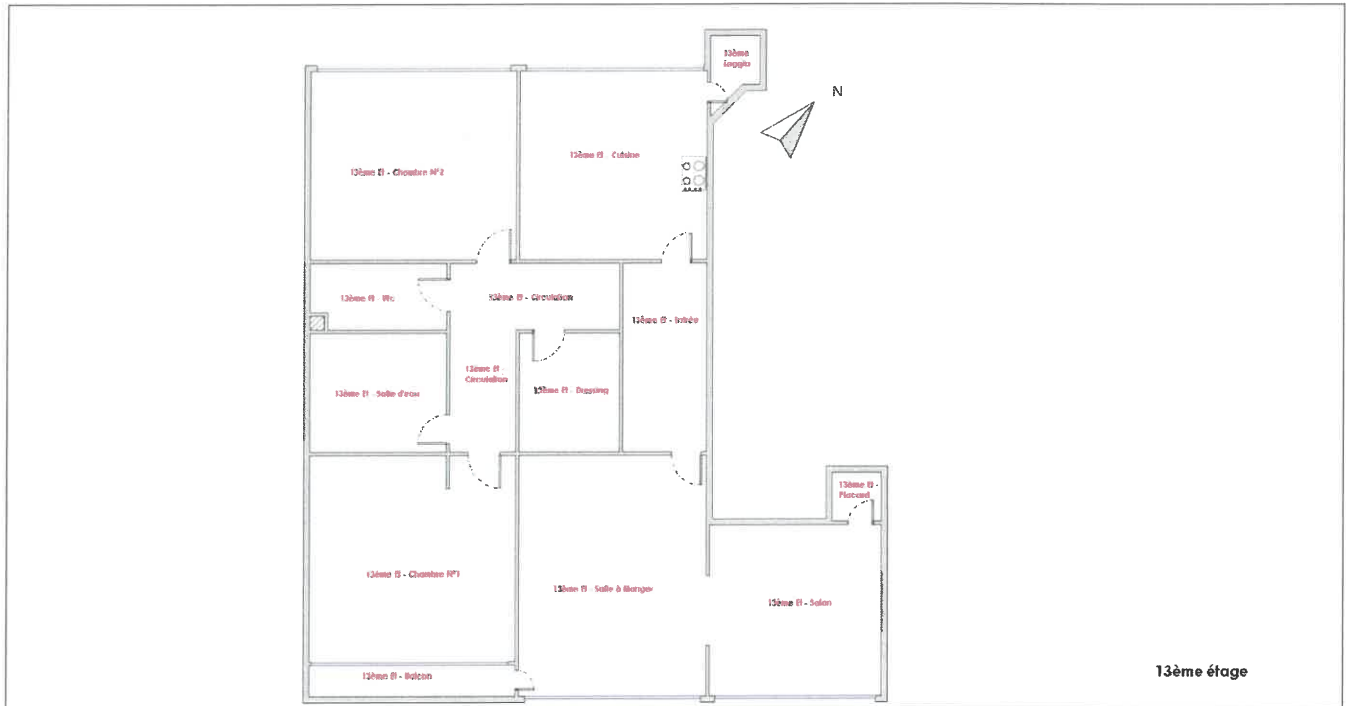 13ème
Loggia
N
13ème Et - Cuisine
13ème Et - Chambre N°2
13ème Et - Wc
13ème Et - Circulation
13ème Et - Entrée
13ème Et -
Circulation
13ème Et - Salle d'eau
13ème Et - Dressing
13ème Et -
Placard
13ème Et - Chambre N°1
13ème Et - Salle à Manger
13ème Et - Salon
13ème Et - Balcon
13ème étage